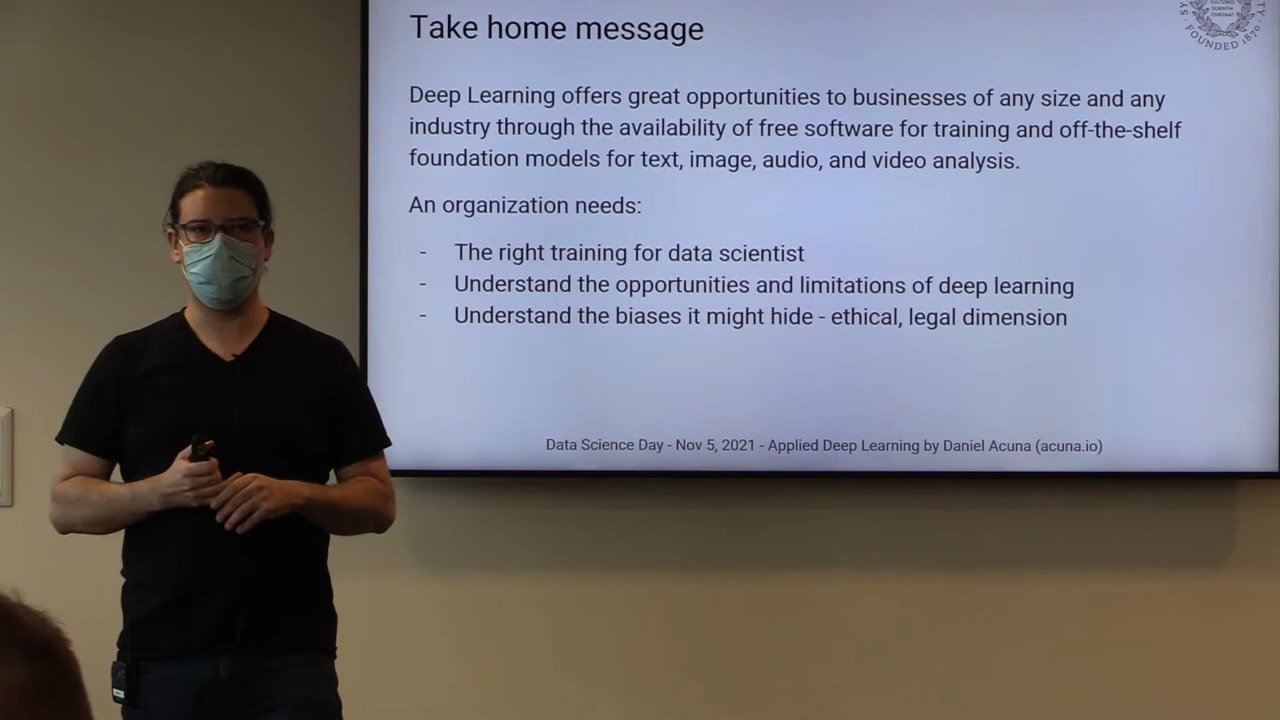 Take home message
Deep Learning offers great opportunities to businesses of any size and any
industry through the availability of free software for training and off-the-shelf
foundation models for text, image, audio, and video analysis.
An organization needs:
- The right training for data scientist
- Understand the opportunities and limitations of deep learning
- Understand the biases it might hide - ethical, legal dimension
Data Science Day - Nov 5, 2021 - Applied Deep Learning by Daniel Acuna (acuna.io)
FOUNDED 1870